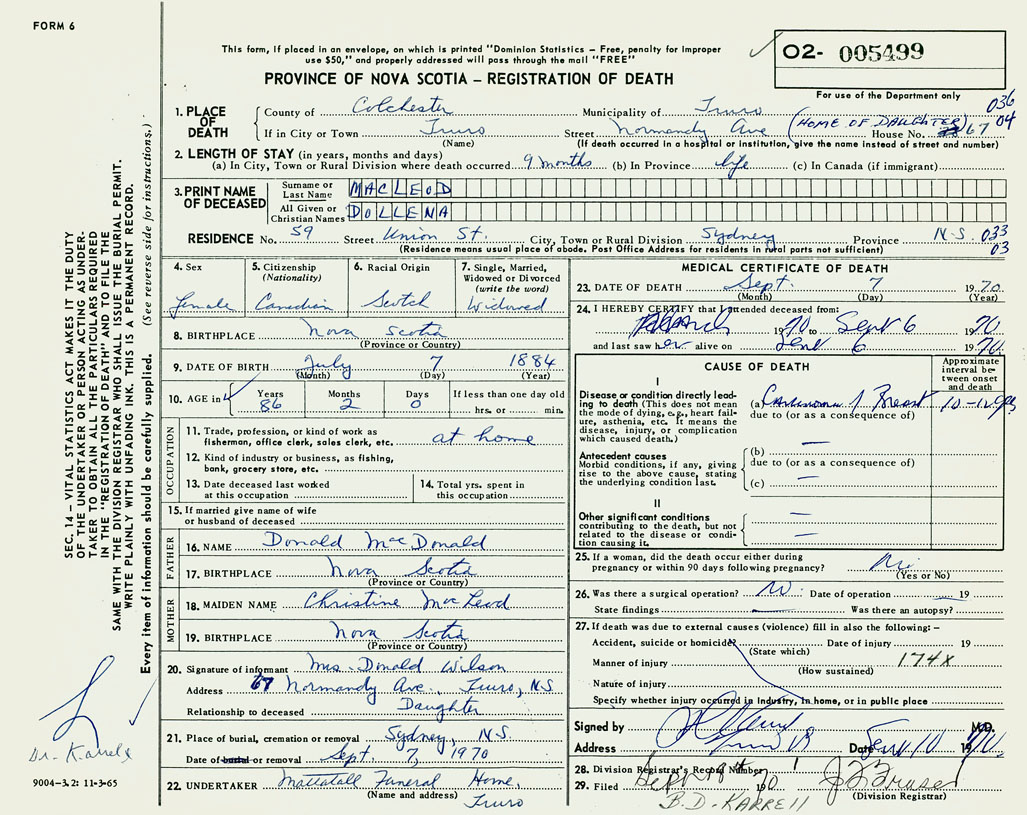 FORM 6
This form, if placed in an envelope, on which is printed "Dominion Statistics – Free, penalty for improper
use $50," and properly addressed will pass through the mail "FREE"
PROVINCE OF NOVA SCOTIA – REGISTRATION OF DEATH
O2- 005499
For use of the Department only
036
04
1. PLACE OF DEATH
County of Colchester Municipality of Truro
If in City or Town Truro Street Normandy Ave (HOME OF DAUGHTER) House No. 67
(Name) (If death occurred in a hospital or institution, give the name instead of street and number)
2. LENGTH OF STAY (in years, months and days)
(a) In City, Town or Rural Division where death occurred 9 months (b) In Province life (c) In Canada (if immigrant)
3. PRINT NAME OF DECEASED
Surname or Last Name MACLEOD
All Given or Christian Names DOLLENA
RESIDENCE No. 59 Street Union St. City, Town or Rural Division Sydney Province N.S. 033
03
(Residence means usual place of abode. Post Office Address for residents in rural parts not sufficient)
4. Sex
female
5. Citizenship (Nationality)
Canadian
6. Racial Origin
Scotch
7. Single, Married, Widowed or Divorced (write the word)
Widowed
8. BIRTHPLACE Nova Scotia
(Province or Country)
9. DATE OF BIRTH July 7 1884
(Month) (Day) (Year)
10. AGE in Years Months Days If less than one day old
86 2 0 hrs. or min.
OCCUPATION
11. Trade, profession, or kind of work as fisherman, office clerk, sales clerk, etc. at home
12. Kind of industry or business, as fishing, bank, grocery store, etc.
13. Date deceased last worked at this occupation
14. Total yrs. spent in this occupation
15. If married give name of wife or husband of deceased
FATHER
16. NAME Donald MacDonald
17. BIRTHPLACE Nova Scotia
(Province or Country)
MOTHER
18. MAIDEN NAME Christine MacLeod
19. BIRTHPLACE Nova Scotia
(Province or Country)
20. Signature of informant Mrs. Donald Wilson
Address 67 Normandy Ave., Truro, N.S.
Relationship to deceased Daughter
21. Place of burial, cremation or removal Sydney, N.S.
Date of burial or removal Sept. 7, 1970
22. UNDERTAKER Mattatall Funeral Home,
(Name and address) Truro
MEDICAL CERTIFICATE OF DEATH
23. DATE OF DEATH Sept. 7 1970
(Month) (Day) (Year)
24. I HEREBY CERTIFY that I attended deceased from:
1970 to Sept 6 1970
and last saw her alive on Sept 6 1970
CAUSE OF DEATH
Approximate interval between onset and death
I
Disease or condition directly leading to death (This does not mean the mode of dying, e.g., heart failure, asthenia, etc. It means the disease, injury, or complication which caused death.)
(a) Carcinoma of Breast 10-12 yrs
due to (or as a consequence of)
Antecedent causes
Morbid conditions, if any, giving rise to the above cause, stating the underlying condition last.
(b)
due to (or as a consequence of)
(c)
II
Other significant conditions
contributing to the death, but not related to the disease or condition causing it.
25. If a woman, did the death occur either during
pregnancy or within 90 days following pregnancy? No
(Yes or No)
26. Was there a surgical operation? No Date of operation 19
State findings Was there an autopsy?
27. If death was due to external causes (violence) fill in also the following: –
Accident, suicide or homicide Date of injury 19
(State which)
Manner of injury 174X
(How sustained)
Nature of injury
Specify whether injury occurred in industry, in home, or in public place
Signed by M.D.
Address Truro NS Date Sept 10 1970
28. Division Registrar's Record Number
29. Filed Sept 19 70
B.D. KARRELL
(Division Registrar)
SEC. 14 – VITAL STATISTICS ACT MAKES IT THE DUTY
OF THE UNDERTAKER OR PERSON ACTING AS UNDER-
TAKER TO OBTAIN ALL THE PARTICULARS REQUIRED
IN THE "REGISTRATION OF DEATH" AND TO FILE THE
SAME WITH THE DIVISION REGISTRAR WHO SHALL ISSUE THE BURIAL PERMIT.
WRITE PLAINLY WITH UNFADING INK. THIS IS A PERMANENT RECORD.
Every item of information should be carefully supplied. (See reverse side for instructions.)
9004-3.2: 11-3-65